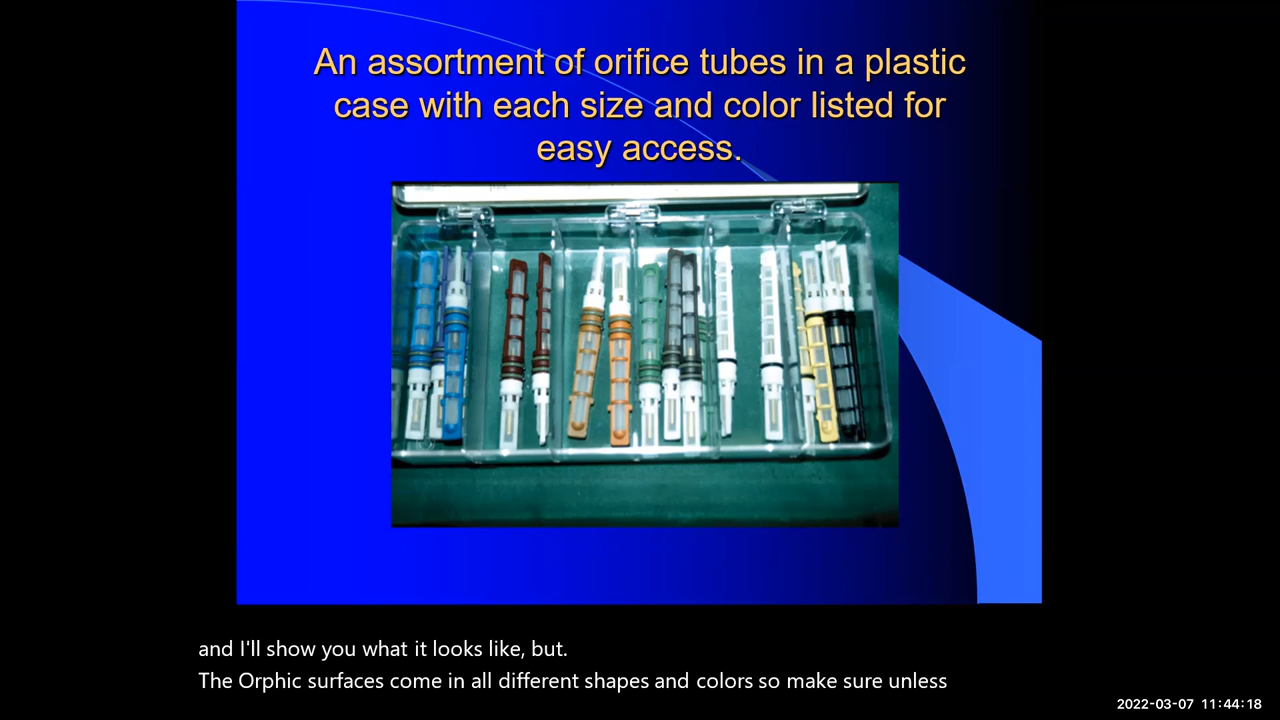 An assortment of orifice tubes in a plastic
case with each size and color listed for
easy access.
and I'll show you what it looks like, but.
The Orphic surfaces come in all different shapes and colors so make sure unless
2022-03-07 11:44:18